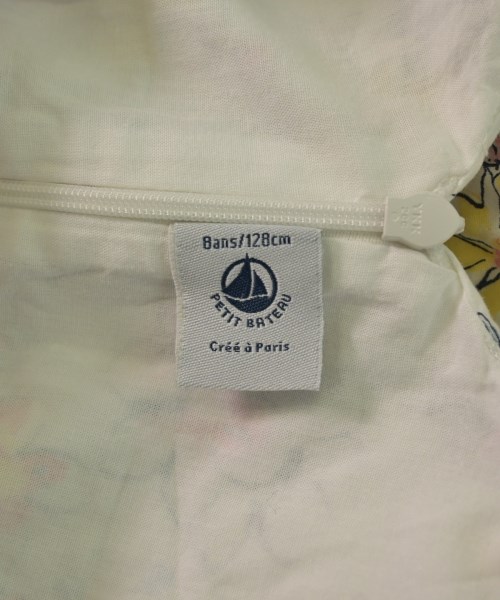 8ans/128cm
PETIT BATEAU
Créé à Paris